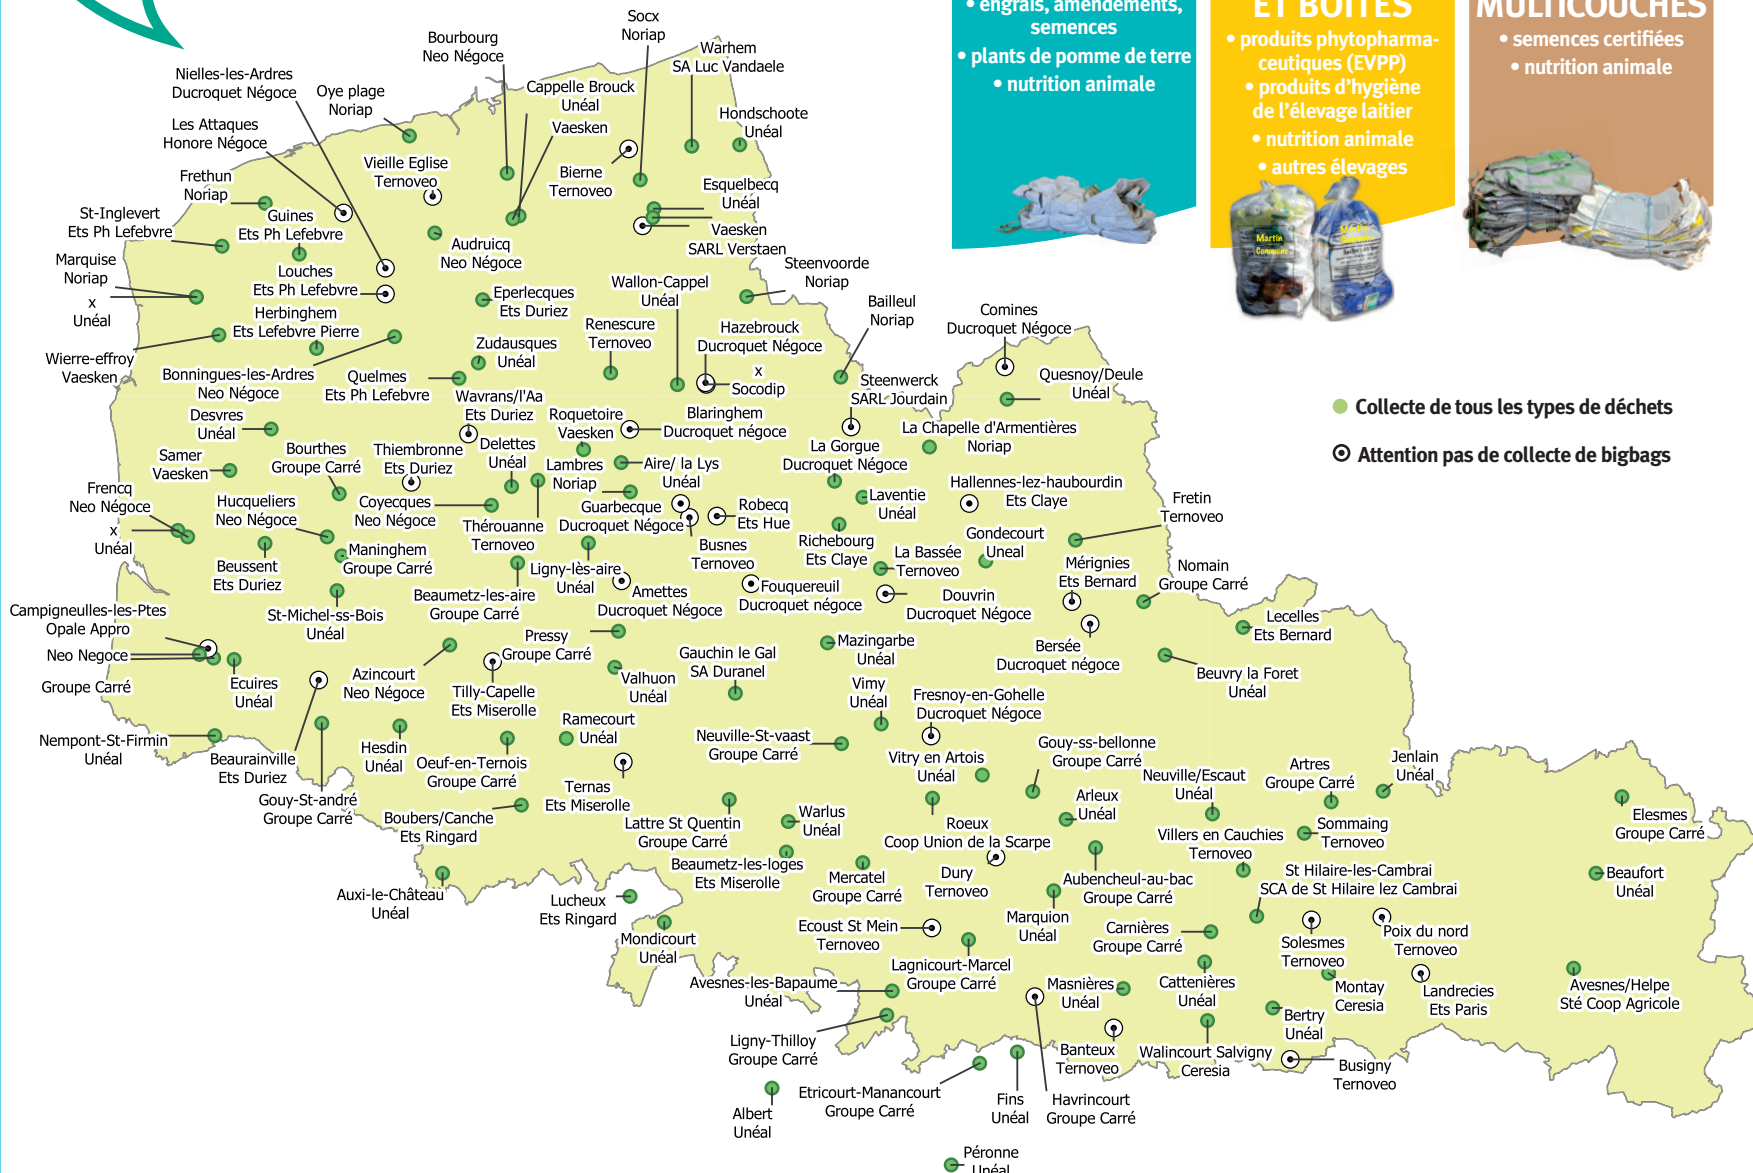 • engrais, amendements,
semences
• plants de pomme de terre
• nutrition animale
ET BOITES
• produits phytopharma-
ceutiques (EVPP)
• produits d'hygiène
de l'élevage laitier
• nutrition animale
• autres élevages
MULTICOUCHES
• semences certifiées
• nutrition animale
Martin
Commune
Collecte de tous les types de déchets
Attention pas de collecte de bigbags
Socx
Noriap
Bourbourg
Neo Négoce
Warhem
SA Luc Vandaele
Nielles-les-Ardres
Ducroquet Négoce
Oye plage
Noriap
Cappelle Brouck
Unéal
Vaesken
Hondschoote
Unéal
Les Attaques
Honore Négoce
Vieille Eglise
Ternoveo
Bierne
Ternoveo
Frethun
Noriap
Esquelbecq
Unéal
St-Inglevert
Ets Ph Lefebvre
Guines
Ets Ph Lefebvre
Audruicq
Neo Négoce
Vaesken
SARL Verstaen
Marquise
Noriap
x
Unéal
Louches
Ets Ph Lefebvre
Steenvoorde
Noriap
Wallon-Cappel
Unéal
Eperlecques
Ets Duriez
Bailleul
Noriap
Comines
Ducroquet Négoce
Herbinghem
Ets Lefebvre Pierre
Renescure
Ternoveo
Hazebrouck
Ducroquet Négoce
x
Socodip
Wierre-effroy
Vaesken
Zudausques
Unéal
Bonningues-les-Ardres
Neo Négoce
Quelmes
Ets Ph Lefebvre
Steenwerck
SARL Jourdain
Quesnoy/Deule
Unéal
Wavrans/l'Aa
Ets Duriez
Roquetoire
Vaesken
Blaringhem
Ducroquet négoce
Desvres
Unéal
La Chapelle d'Armentières
Noriap
Bourthes
Groupe Carré
Thiembronne
Ets Duriez
Delettes
Unéal
La Gorgue
Ducroquet Négoce
Samer
Vaesken
Lambres
Noriap
Aire/ la Lys
Unéal
Hallennes-lez-haubourdin
Ets Claye
Frencq
Neo Négoce
x
Unéal
Hucqueliers
Neo Négoce
Coyecques
Neo Négoce
Guarbecque
Ducroquet Négoce
Robecq
Ets Hue
Laventie
Unéal
Fretin
Ternoveo
Thérouanne
Ternoveo
Busnes
Ternoveo
Richebourg
Ets Claye
Gondecourt
Uneal
Beussent
Ets Duriez
Maninghem
Groupe Carré
La Bassée
Ternoveo
Mérignies
Ets Bernard
Nomain
Groupe Carré
Ligny-lès-aire
Unéal
Beaumetz-les-aire
Groupe Carré
Amettes
Ducroquet Négoce
Fouquereuil
Ducroquet négoce
Douvrin
Ducroquet Négoce
Campigneulles-les-Ptes
Opale Appro
Neo Negoce
Groupe Carré
St-Michel-ss-Bois
Unéal
Lecelles
Ets Bernard
Pressy
Groupe Carré
Mazingarbe
Unéal
Bersée
Ducroquet négoce
Gauchin le Gal
SA Duranel
Azincourt
Neo Négoce
Ecuires
Unéal
Tilly-Capelle
Ets Miserolle
Valhuon
Unéal
Vimy
Unéal
Fresnoy-en-Gohelle
Ducroquet Négoce
Beuvry la Foret
Unéal
Ramecourt
Unéal
Neuville-St-vaast
Groupe Carré
Nempont-St-Firmin
Unéal
Beaurainville
Ets Duriez
Hesdin
Unéal
Oeuf-en-Ternois
Groupe Carré
Vitry en Artois
Unéal
Gouy-ss-bellonne
Groupe Carré
Neuville/Escaut
Unéal
Artres
Groupe Carré
Jenlain
Unéal
Ternas
Ets Miserolle
Gouy-St-andré
Groupe Carré
Arleux
Unéal
Boubers/Canche
Ets Ringard
Lattre St Quentin
Groupe Carré
Warlus
Unéal
Roeux
Coop Union de la Scarpe
Villers en Cauchies
Ternoveo
Sommaing
Ternoveo
Elesmes
Groupe Carré
Beaumetz-les-loges
Ets Miserolle
Mercatel
Groupe Carré
Dury
Ternoveo
Aubencheul-au-bac
Groupe Carré
St Hilaire-les-Cambrai
SCA de St Hilaire lez Cambrai
Beaufort
Unéal
Auxi-le-Château
Unéal
Lucheux
Ets Ringard
Ecoust St Mein
Ternoveo
Marquion
Unéal
Carnières
Groupe Carré
Solesmes
Ternoveo
Poix du nord
Ternoveo
Mondicourt
Unéal
Lagnicourt-Marcel
Groupe Carré
Avesnes-les-Bapaume
Unéal
Masnières
Unéal
Cattenières
Unéal
Montay
Ceresia
Landrecies
Ets Paris
Avesnes/Helpe
Sté Coop Agricole
Bertry
Unéal
Ligny-Thilloy
Groupe Carré
Banteux
Ternoveo
Walincourt Salvigny
Ceresia
Busigny
Ternoveo
Albert
Unéal
Etricourt-Manancourt
Groupe Carré
Fins
Unéal
Havrincourt
Groupe Carré
Péronne
Unéal